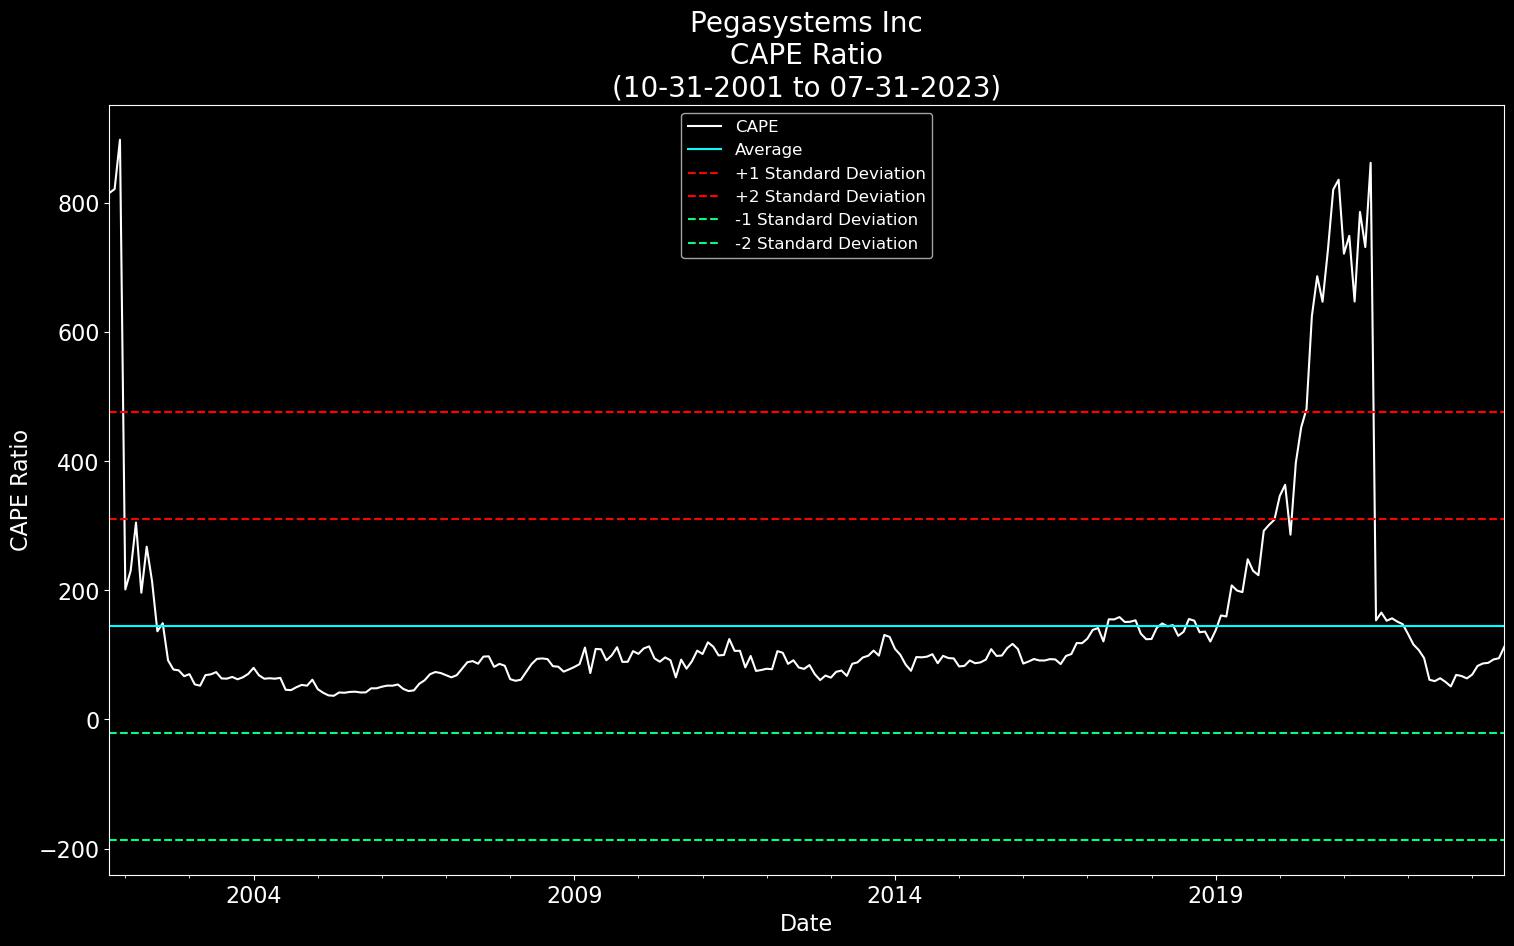 Pegasystems Inc
CAPE Ratio
(10-31-2001 to 07-31-2023)
CAPE
Average
+1 Standard Deviation
+2 Standard Deviation
-1 Standard Deviation
-2 Standard Deviation
CAPE Ratio
800
600
400
200
0
−200
2004
2009
2014
2019
Date